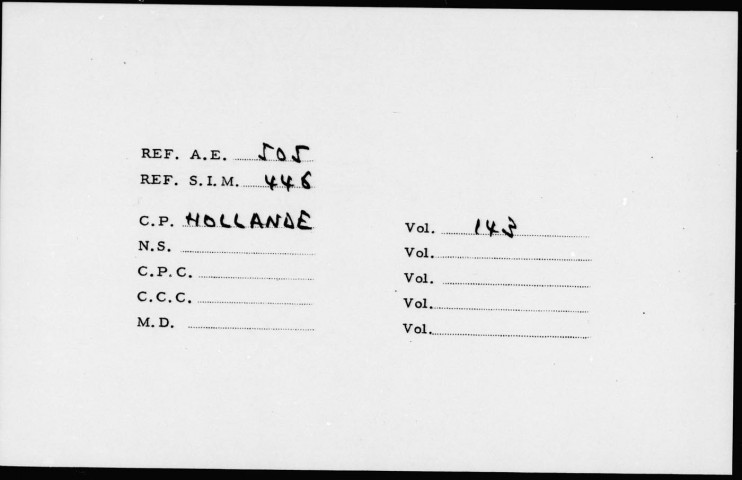 REF. A.E. 505
REF. S.I.M. 446
C.P. HOLLANDE Vol. 143
N.S. Vol.
C.P.C. Vol.
C.C.C. Vol.
M.D. Vol.